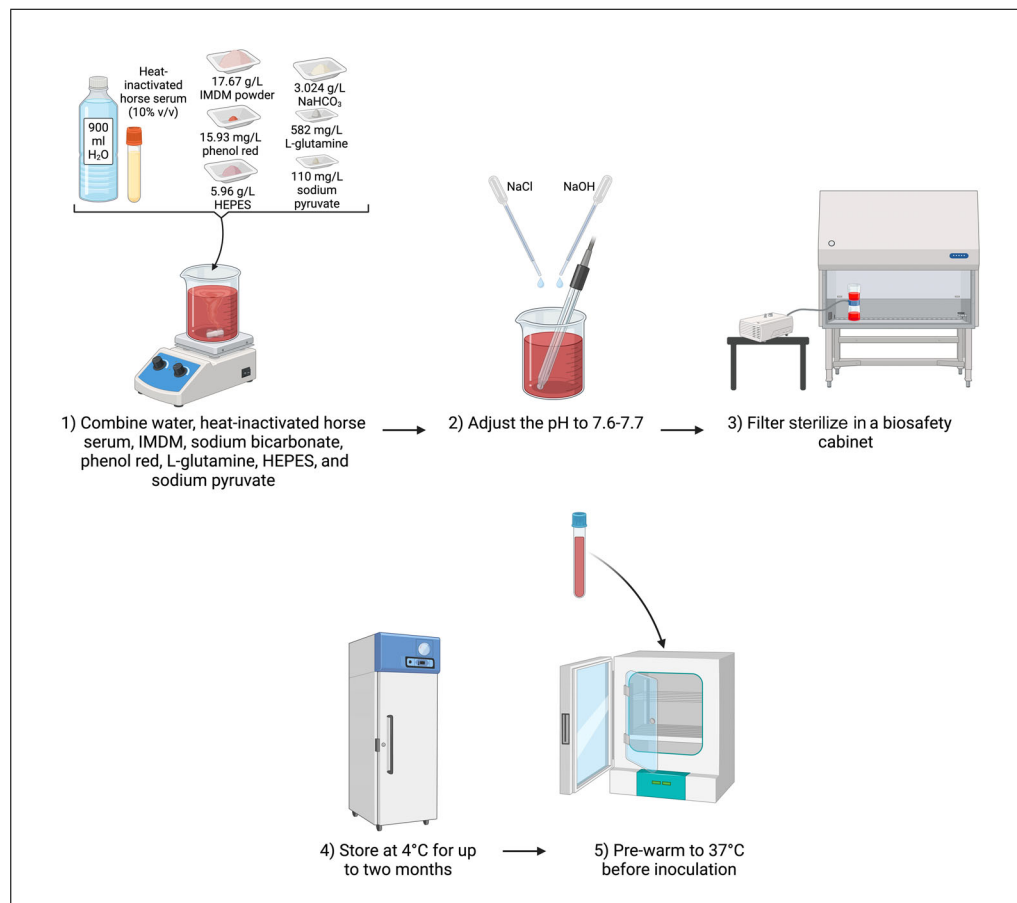 Heat-
inactivated
horse serum
(10% v/v)
900
ml
H₂O
17.67 g/L
IMDM powder
3.024 g/L
NaHCO₃
15.93 mg/L
phenol red
582 mg/L
L-glutamine
5.96 g/L
HEPES
110 mg/L
sodium
pyruvate
NaCl
NaOH
1) Combine water, heat-inactivated horse
serum, IMDM, sodium bicarbonate,
phenol red, L-glutamine, HEPES, and
sodium pyruvate
2) Adjust the pH to 7.6-7.7
3) Filter sterilize in a biosafety
cabinet
4) Store at 4°C for up
to two months
5) Pre-warm to 37°C
before inoculation